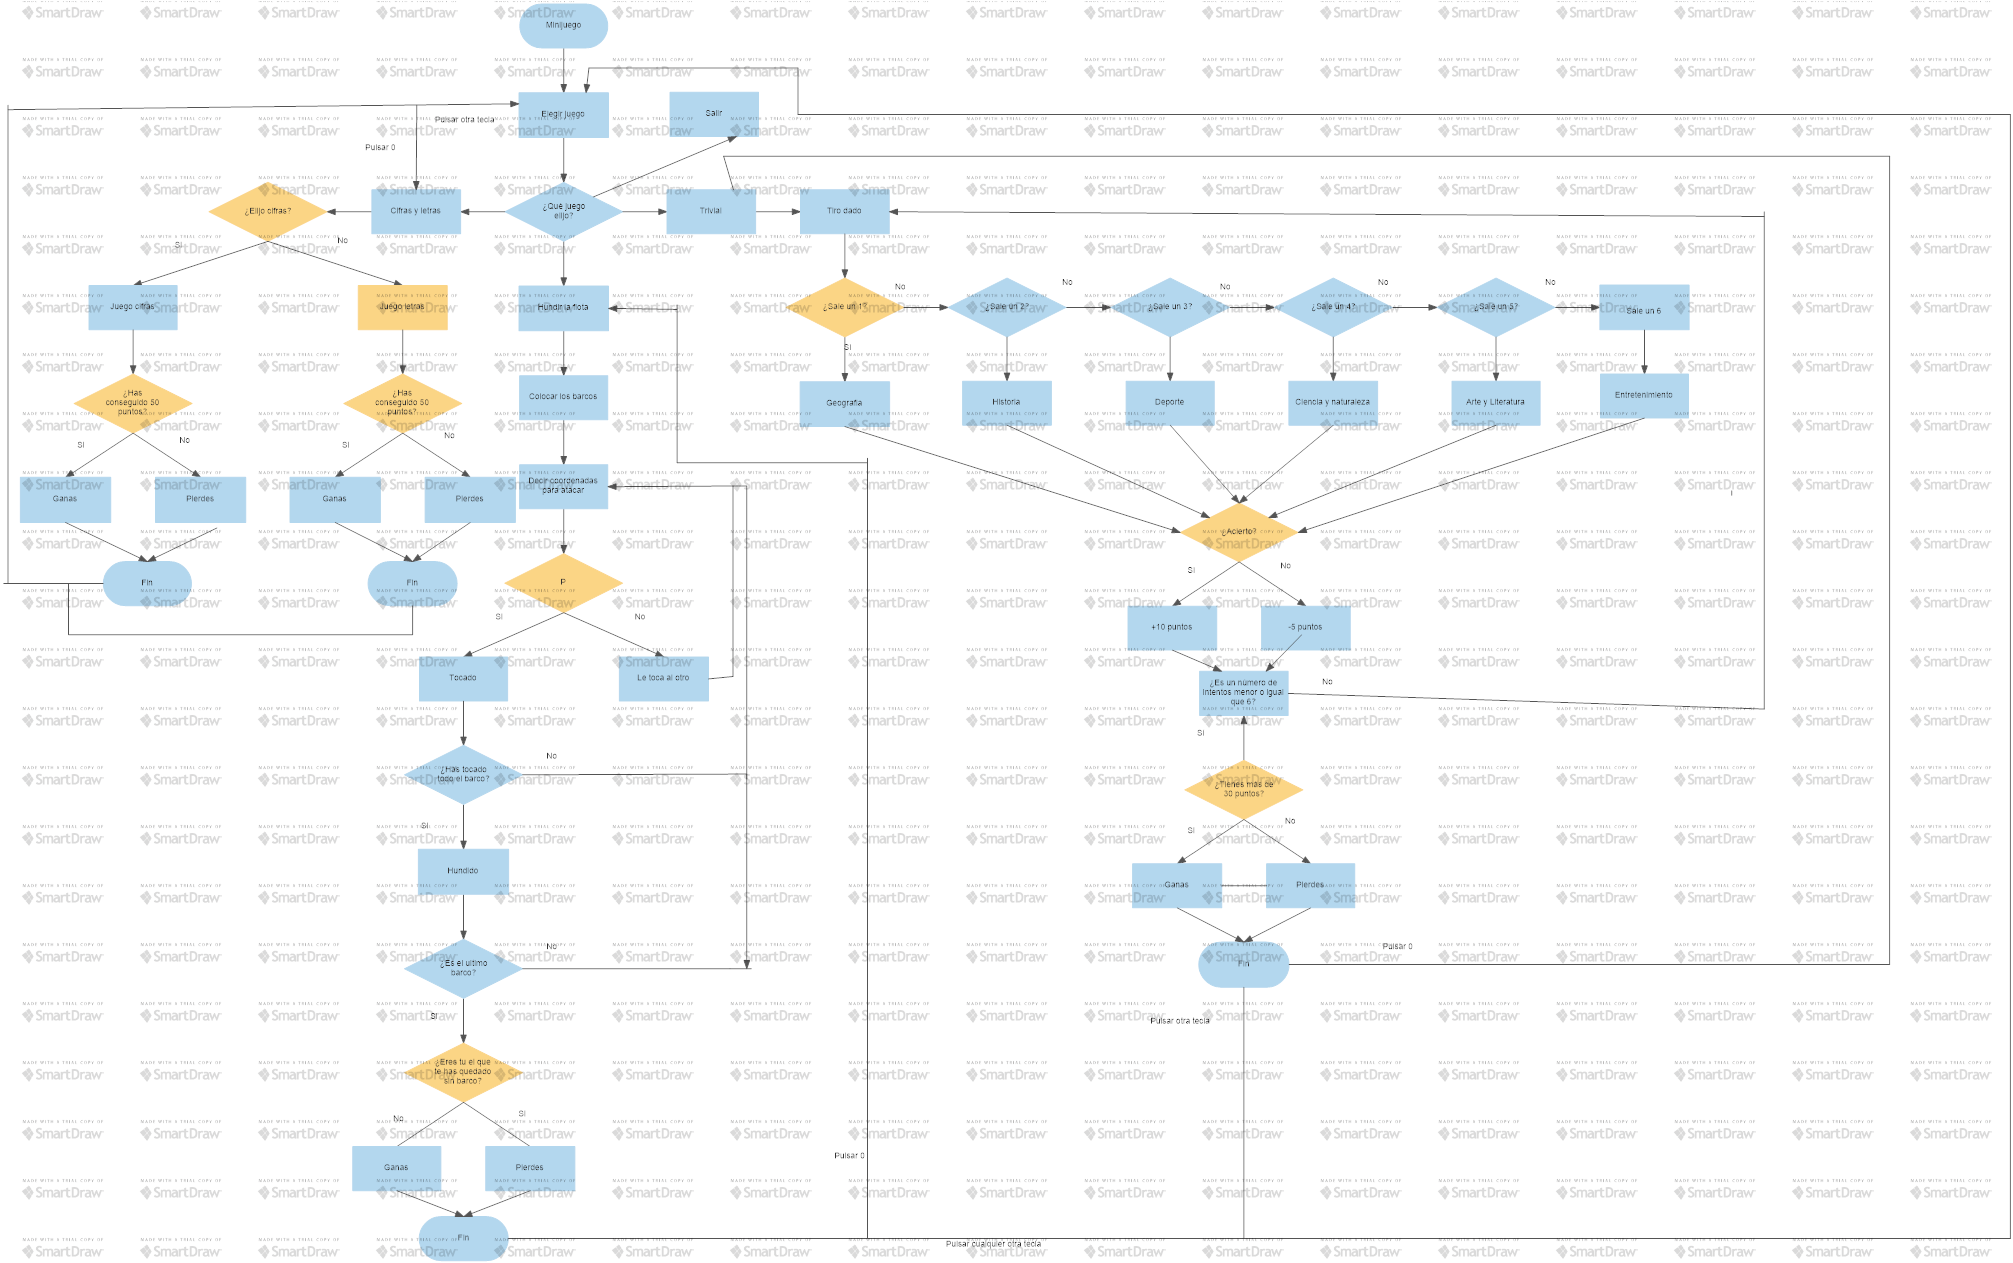 Minijuego
Elegir juego
Salir
Pulsar otra tecla
Pulsar 0
¿Elijo cifras?
Cifras y letras
¿Qué juego
elijo?
Trivial
Tiro dado
Si
No
Juego cifras
Juego letras
Hundir la flota
¿Sale un 1?
No
¿Sale un 2?
No
¿Sale un 3?
No
¿Sale un 4?
No
¿Sale un 5?
No
Sale un 6
Si
¿Has
conseguido 50
puntos?
¿Has
conseguido 50
puntos?
Colocar los barcos
Geografía
Historia
Deporte
Ciencia y naturaleza
Arte y Literatura
Entretenimiento
Si
No
Si
No
Ganas
Pierdes
Ganas
Pierdes
Decir coordenadas
para atacar
¿Acierto?
Fin
Fin
P
Si
No
Si
No
+10 puntos
-5 puntos
Tocado
Le toca al otro
¿Es un número de
intentos menor o igual
que 6?
No
Si
¿Has tocado
todo el barco?
No
¿Tienes mas de
30 puntos?
Si
Si
No
Hundido
Ganas
Pierdes
¿Es el ultimo
barco?
No
Fin
Pulsar 0
Si
Pulsar otra tecla
¿Eres tu el que
te has quedado
sin barco?
No
Si
Ganas
Pierdes
Pulsar 0
Fin
Pulsar cualquier otra tecla
MADE WITH A TRIAL COPY OF
SmartDraw